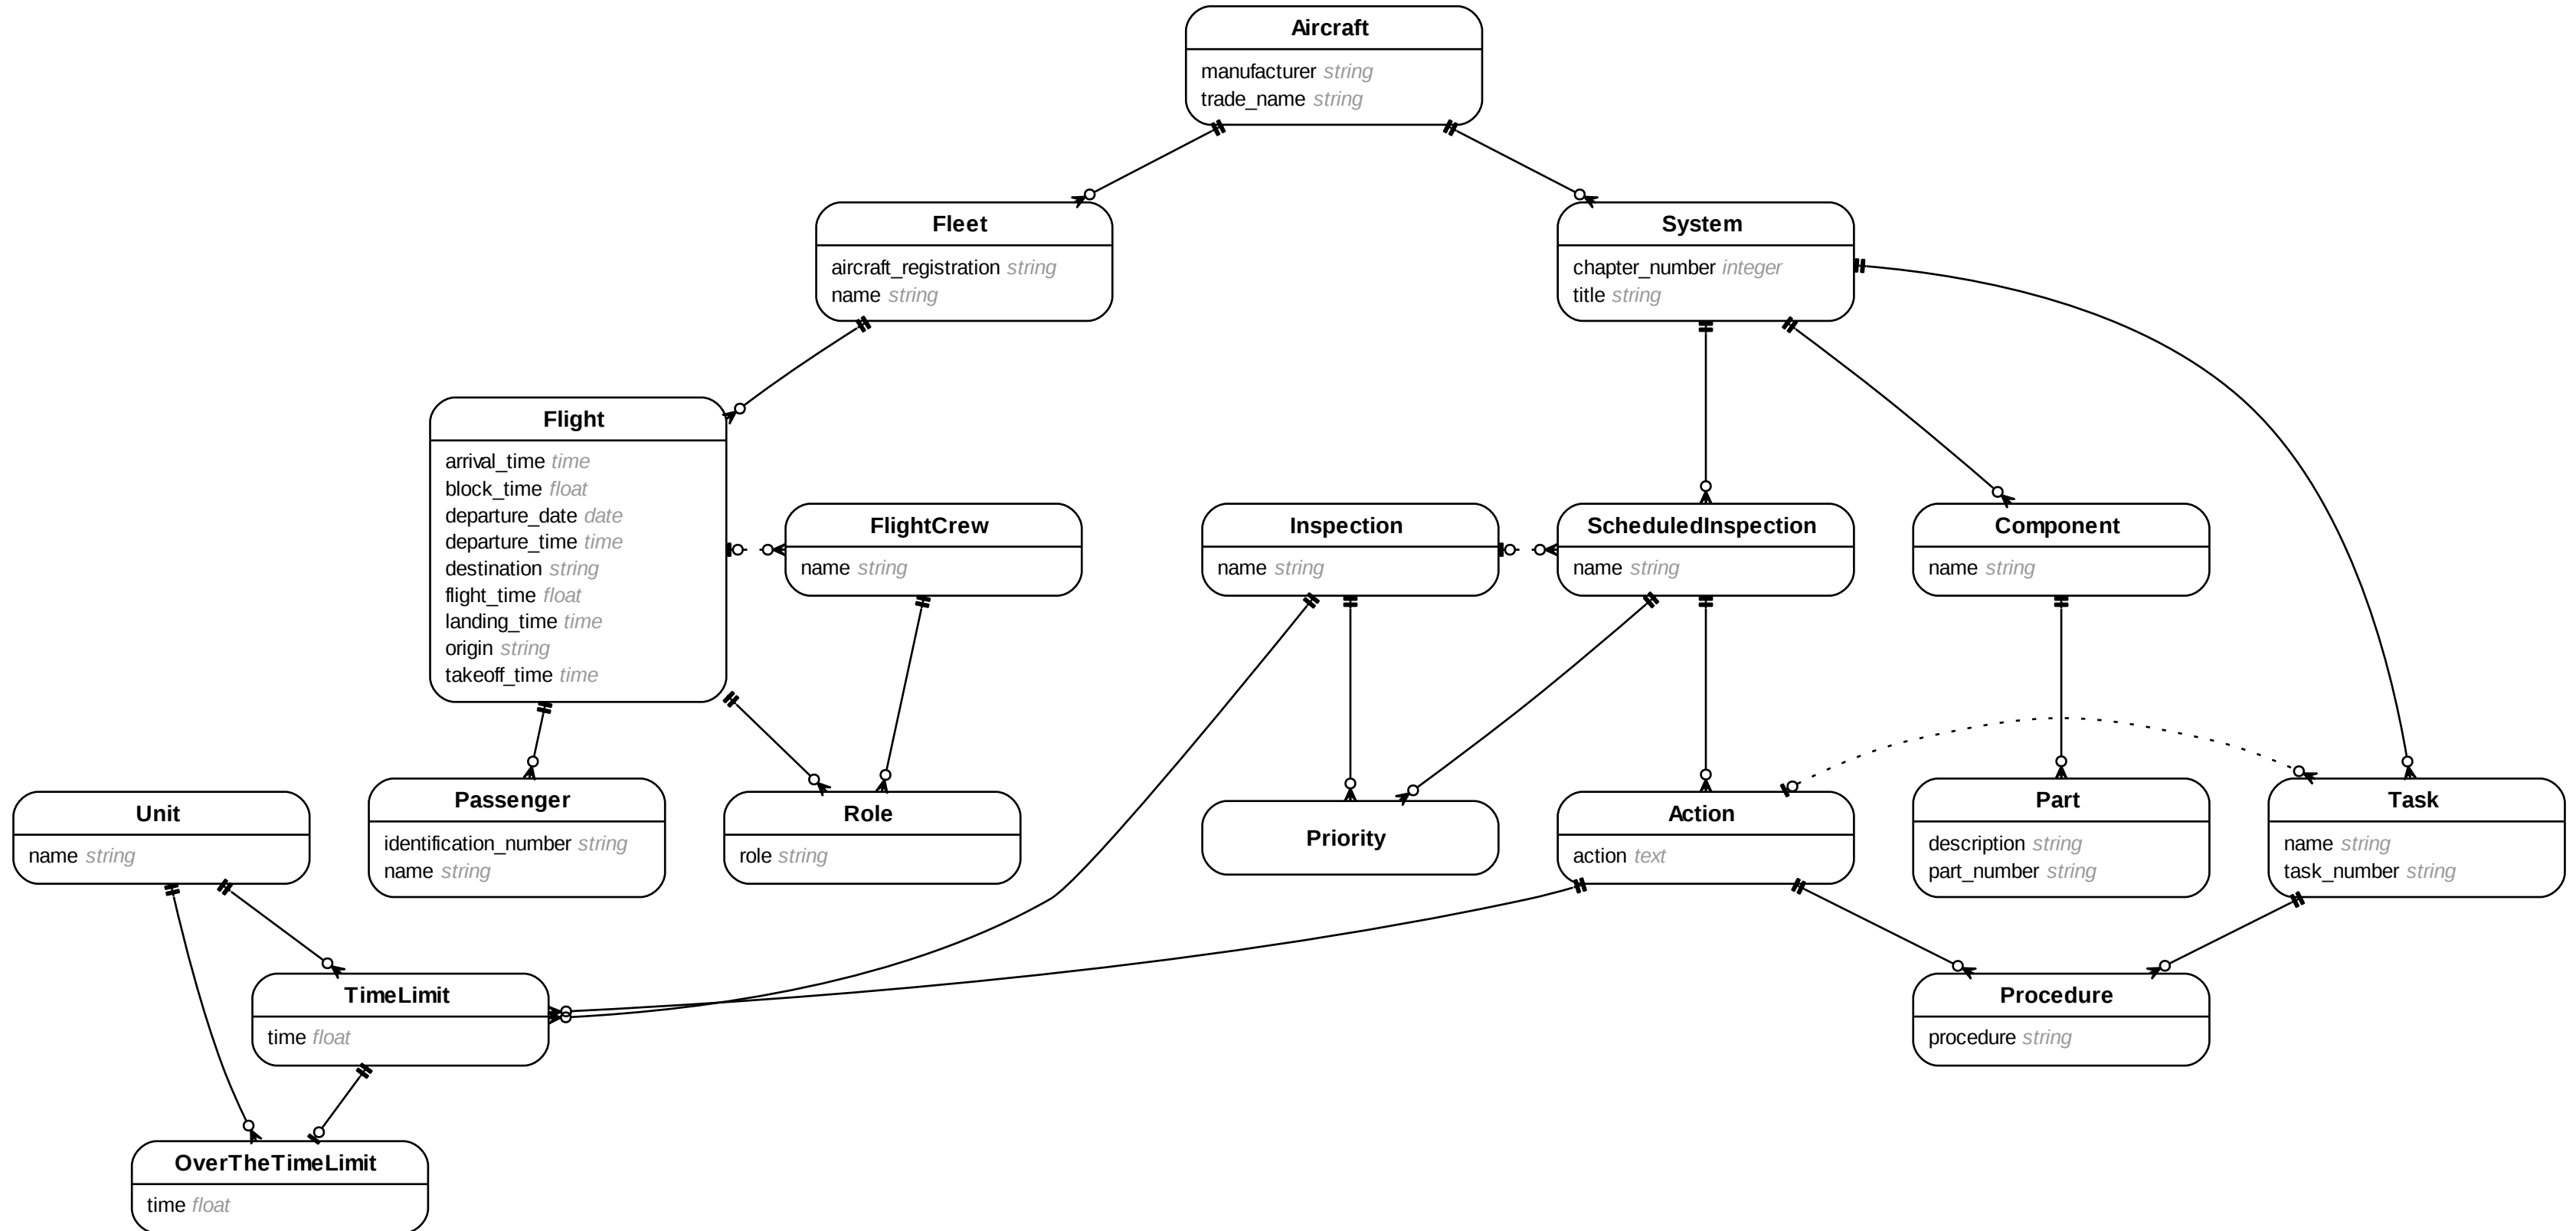 Aircraft
manufacturer string
trade_name string
Fleet
aircraft_registration string
name string
System
chapter_number integer
title string
Flight
arrival_time time
block_time float
departure_date date
departure_time time
destination string
flight_time float
landing_time time
origin string
takeoff_time time
FlightCrew
name string
Inspection
name string
ScheduledInspection
name string
Component
name string
Unit
name string
Passenger
identification_number string
name string
Role
role string
Priority
Action
action text
Part
description string
part_number string
Task
name string
task_number string
TimeLimit
time float
Procedure
procedure string
OverTheTimeLimit
time float